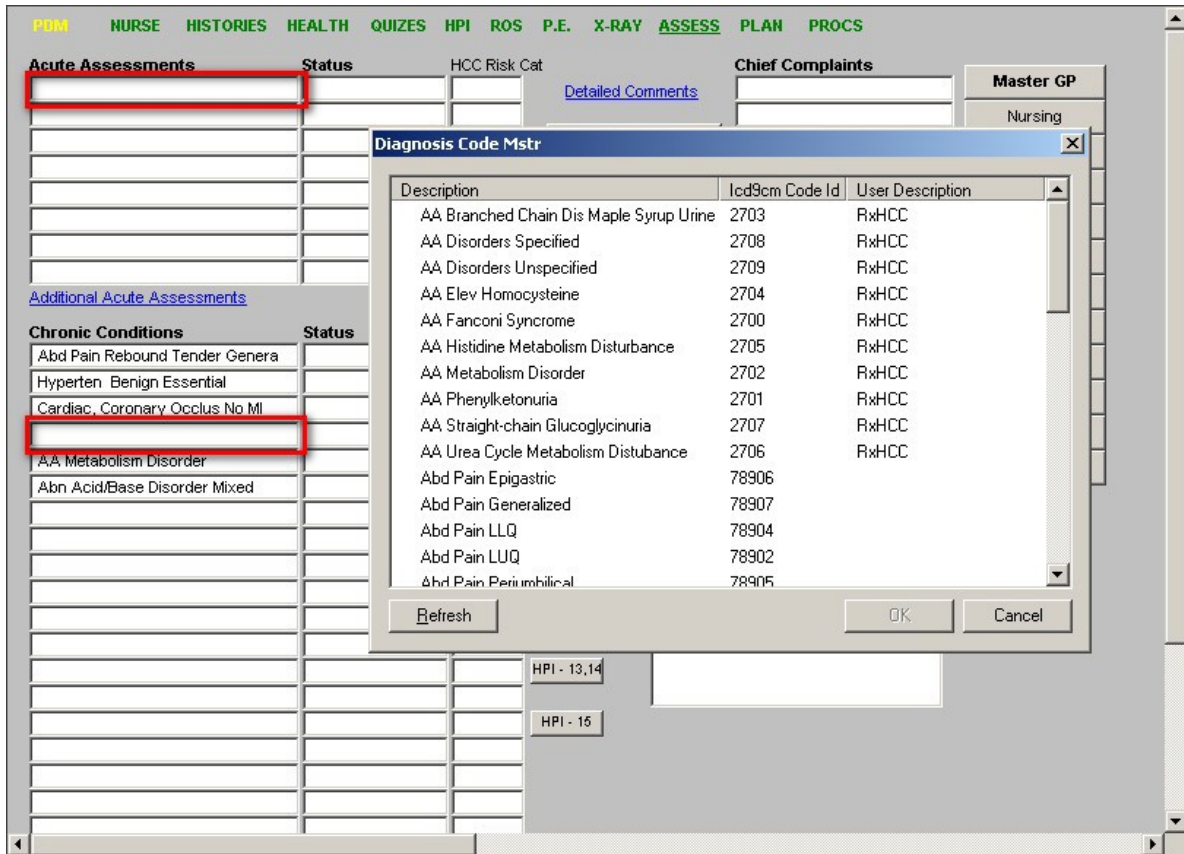 PDM NURSE HISTORIES HEALTH QUIZES HPI ROS P.E. X-RAY ASSESS PLAN PROCS
Acute Assessments Status HCC Risk Cat Chief Complaints
Detailed Comments
Master GP
Nursing
Diagnosis Code Mstr
Description Icd9cm Code Id User Description
AA Branched Chain Dis Maple Syrup Urine 2703 RxHCC
AA Disorders Specified 2708 RxHCC
AA Disorders Unspecified 2709 RxHCC
AA Elev Homocysteine 2704 RxHCC
AA Fanconi Syncrome 2700 RxHCC
AA Histidine Metabolism Disturbance 2705 RxHCC
AA Metabolism Disorder 2702 RxHCC
AA Phenylketonuria 2701 RxHCC
AA Straight-chain Glucoglycinuria 2707 RxHCC
AA Urea Cycle Metabolism Distubance 2706 RxHCC
Abd Pain Epigastric 78906
Abd Pain Generalized 78907
Abd Pain LLQ 78904
Abd Pain LUQ 78902
Abd Pain Periumbilical 78905
Refresh OK Cancel
Additional Acute Assessments
Chronic Conditions Status
Abd Pain Rebound Tender Genera
Hyperten Benign Essential
Cardiac, Coronary Occlus No MI
AA Metabolism Disorder
Abn Acid/Base Disorder Mixed
HPI - 13,14
HPI - 15